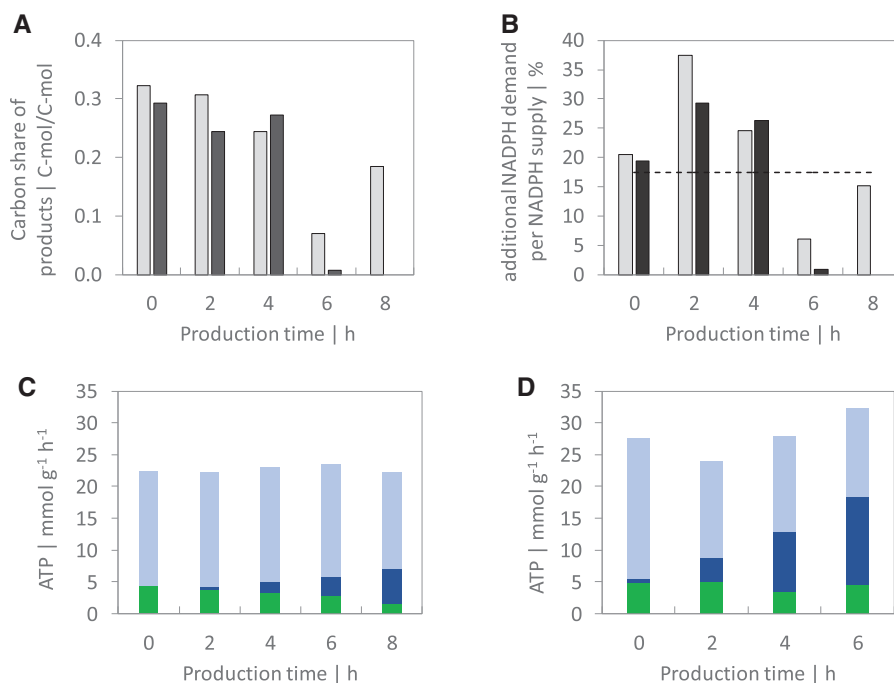 A
Carbon share of
products | C-mol/C-mol
0.4
0.3
0.2
0.1
0.0
0 2 4 6 8
Production time | h
B
additional NADPH demand
per NADPH supply | %
40
35
30
25
20
15
10
5
0
0 2 4 6 8
Production time | h
C
ATP | mmol g-1 h-1
35
30
25
20
15
10
5
0
0 2 4 6 8
Production time | h
D
ATP | mmol g-1 h-1
35
30
25
20
15
10
5
0
0 2 4 6
Production time | h